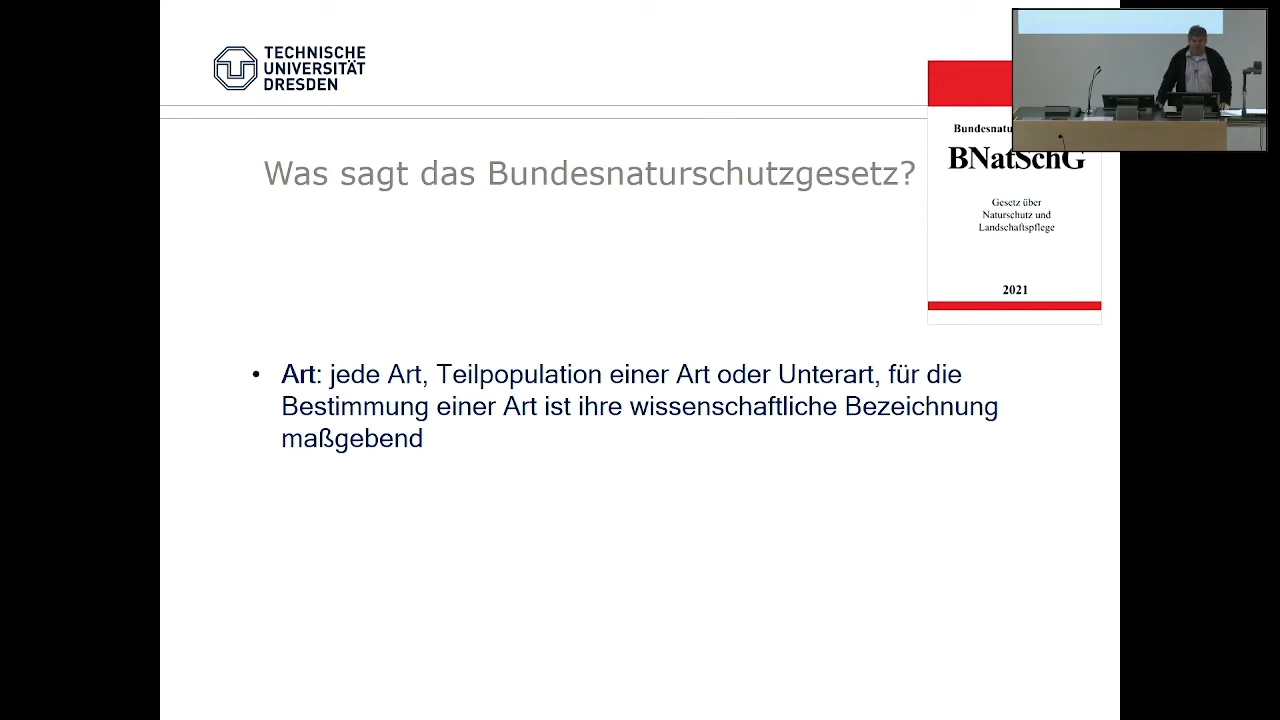 TECHNISCHE
UNIVERSITÄT
DRESDEN
Was sagt das Bundesnaturschutzgesetz?
BNatSchG
Gesetz über
Naturschutz und
Landschaftspflege
2021
• Art: jede Art, Teilpopulation einer Art oder Unterart, für die
Bestimmung einer Art ist ihre wissenschaftliche Bezeichnung
maßgebend